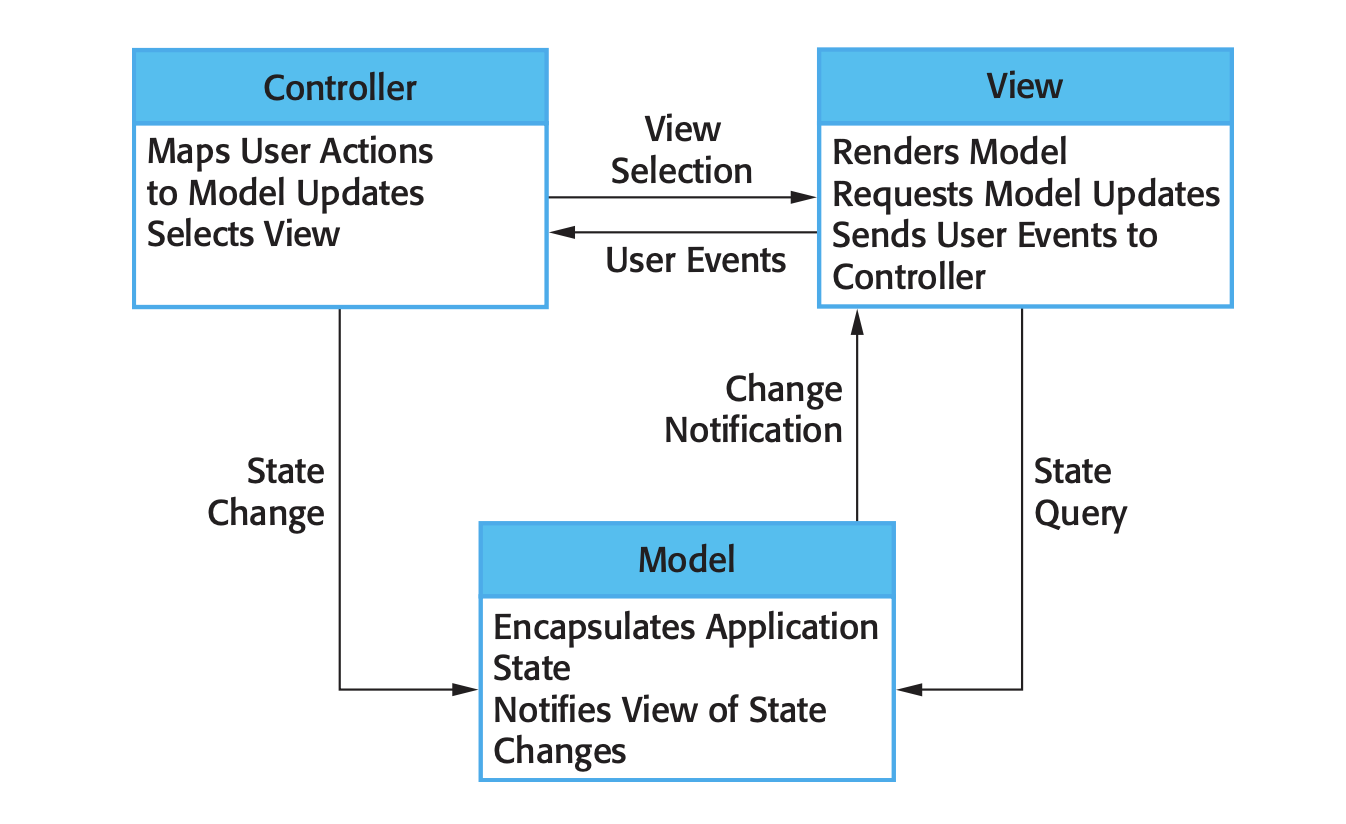 Controller
Maps User Actions
to Model Updates
Selects View
View
Selection
User Events
View
Renders Model
Requests Model Updates
Sends User Events to
Controller
State
Change
Change
Notification
State
Query
Model
Encapsulates Application
State
Notifies View of State
Changes